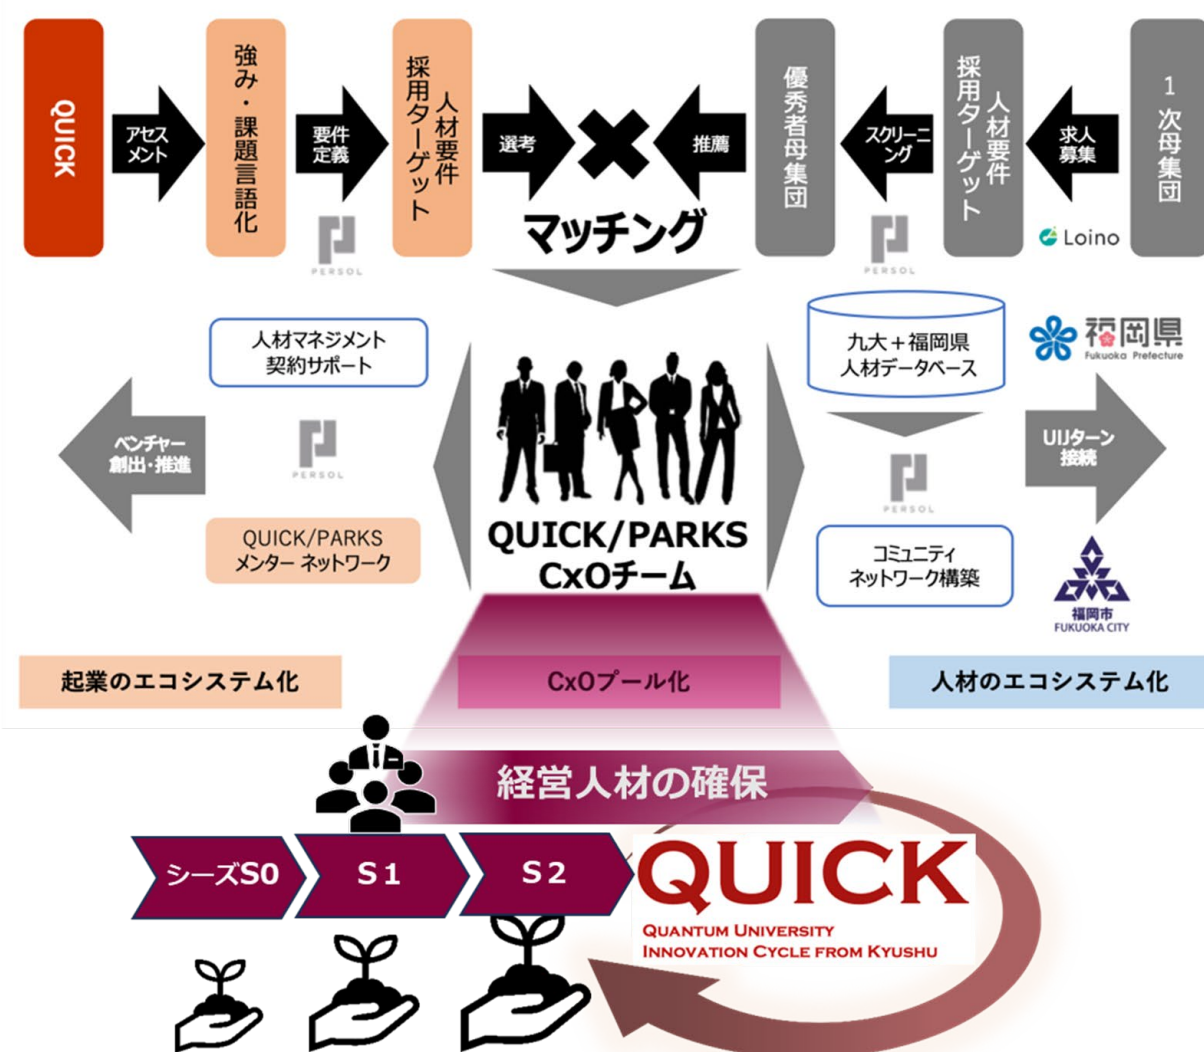 QUICK
アセス
メント
強み・課題言語化
要件
定義
人材要件
採用ターゲット
選考
推薦
優秀者母集団
スクリーニ
ング
人材要件
採用ターゲット
求人
募集
1次母集団
マッチング
PERSOL
PERSOL
Loino
人材マネジメント
契約サポート
九大＋福岡県
人材データベース
福岡県
Fukuoka Prefecture
ベンチャー
創出・推進
PERSOL
PERSOL
UIJターン
接続
QUICK/PARKS
メンター ネットワーク
QUICK/PARKS
CxOチーム
コミュニティ
ネットワーク構築
福岡市
FUKUOKA CITY
起業のエコシステム化
CxOプール化
人材のエコシステム化
経営人材の確保
シーズS0
S1
S2
QUICK
QUANTUM UNIVERSITY
INNOVATION CYCLE FROM KYUSHU